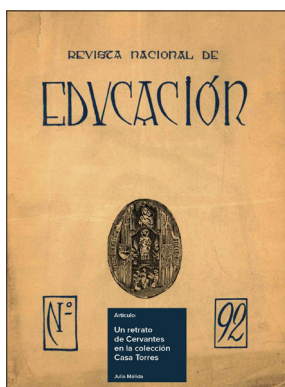 REVISTA NACIONAL DE
EDVCACIÓN
Artículo:
Un retrato
de Cervantes
en la colección
Casa Torres
Julia Mélida
Nº 92